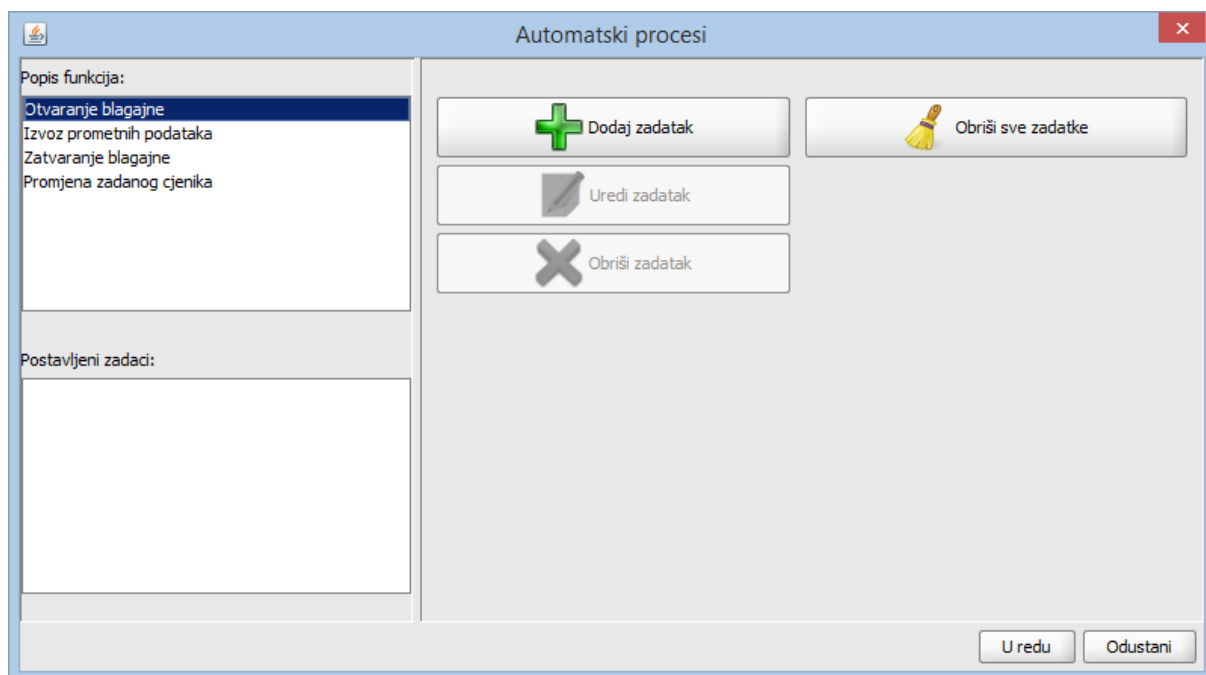 Automatski procesi
Popis funkcija:
Otvaranje blagajne
Izvoz prometnih podataka
Zatvaranje blagajne
Promjena zadanog cjenika
Dodaj zadatak
Obriši sve zadatke
Uredi zadatak
Obriši zadatak
Postavljeni zadaci:
U redu
Odustani